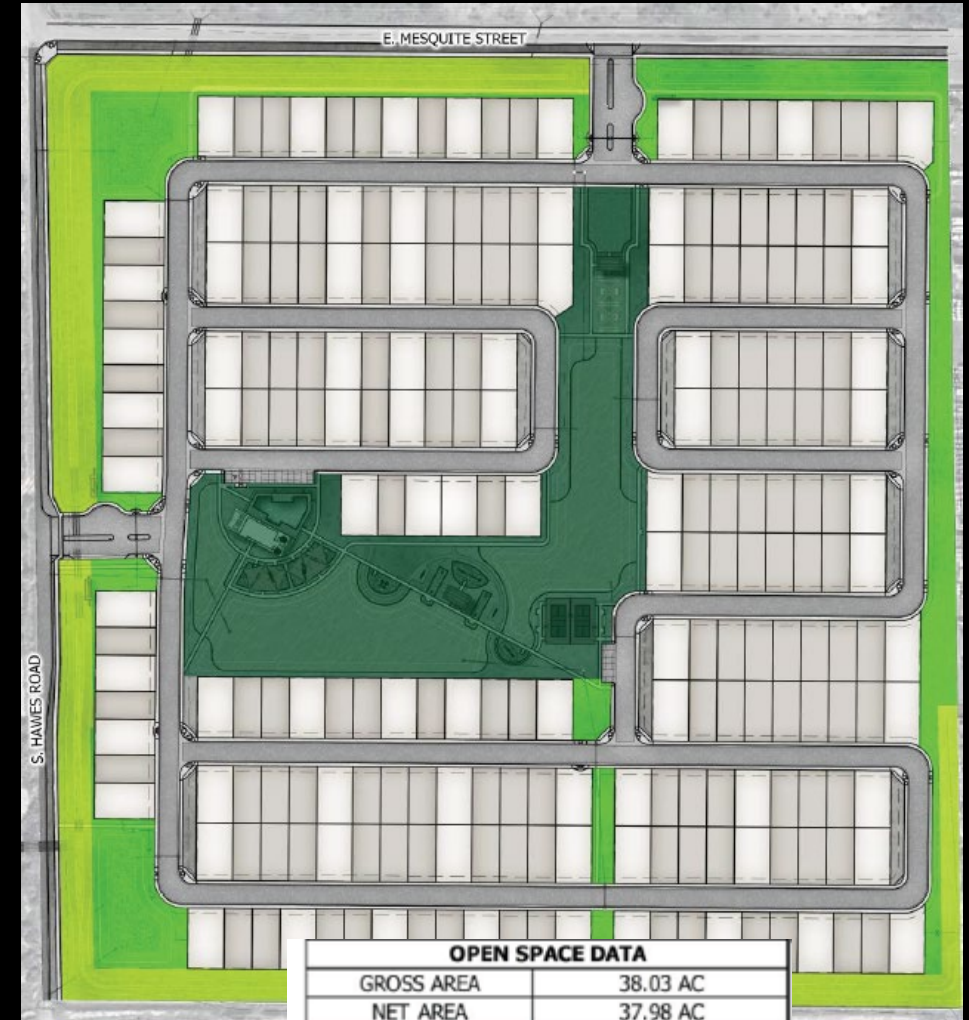 E. MESQUITE STREET
S. HAWES ROAD
OPEN SPACE DATA
GROSS AREA 38.03 AC
NET AREA 37.98 AC